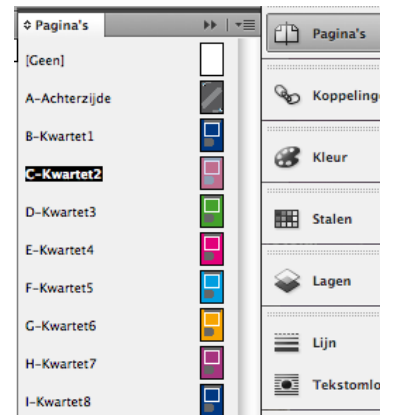 Pagina's
[Geen]
A-Achterzijde
B-Kwartet1
C-Kwartet2
D-Kwartet3
E-Kwartet4
F-Kwartet5
G-Kwartet6
H-Kwartet7
I-Kwartet8
Pagina's
Koppeling
Kleur
Stalen
Lagen
Lijn
Tekstomlo